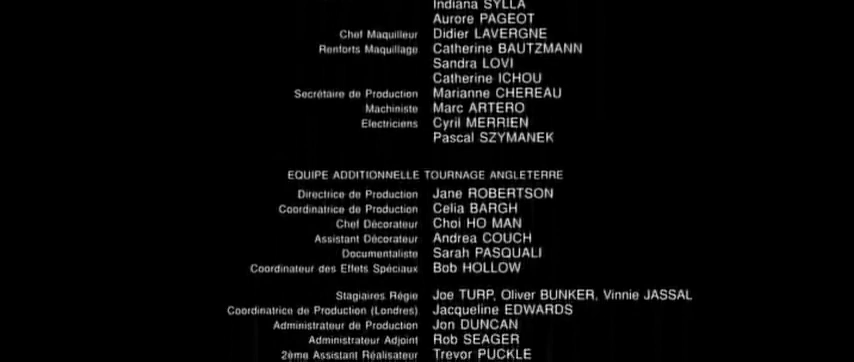 Indiana SYLLA
Aurore PAGEOT
Chef Maquilleur Didier LAVERGNE
Renforts Maquillage Catherine BAUTZMANN
Sandra LOVI
Catherine ICHOU
Secrétaire de Production Marianne CHEREAU
Machiniste Marc ARTERO
Electriciens Cyril MERRIEN
Pascal SZYMANEK
EQUIPE ADDITIONNELLE TOURNAGE ANGLETERRE
Directrice de Production Jane ROBERTSON
Coordinatrice de Production Celia BARGH
Chef Décorateur Choi HO MAN
Assistant Décorateur Andrea COUCH
Documentaliste Sarah PASQUALI
Coordinateur des Effets Spéciaux Bob HOLLOW
Stagiaires Régie Joe TURP, Oliver BUNKER, Vinnie JASSAL
Coordinatrice de Production (Londres) Jacqueline EDWARDS
Administrateur de Production Jon DUNCAN
Administrateur Adjoint Rob SEAGER
2ème Assistant Réalisateur Trevor PUCKLE